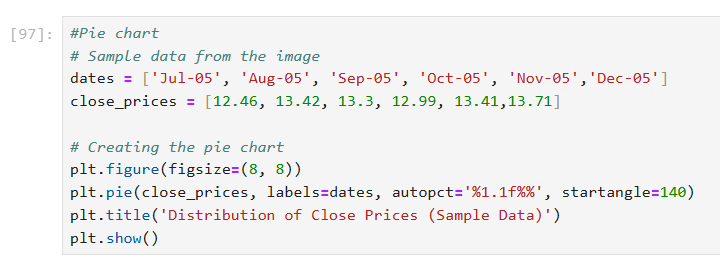 [97]:
#Pie chart
# Sample data from the image
dates = ['Jul-05', 'Aug-05', 'Sep-05', 'Oct-05', 'Nov-05','Dec-05']
close_prices = [12.46, 13.42, 13.3, 12.99, 13.41,13.71]
# Creating the pie chart
plt.figure(figsize=(8, 8))
plt.pie(close_prices, labels=dates, autopct='%1.1f%%', startangle=140)
plt.title('Distribution of Close Prices (Sample Data)')
plt.show()